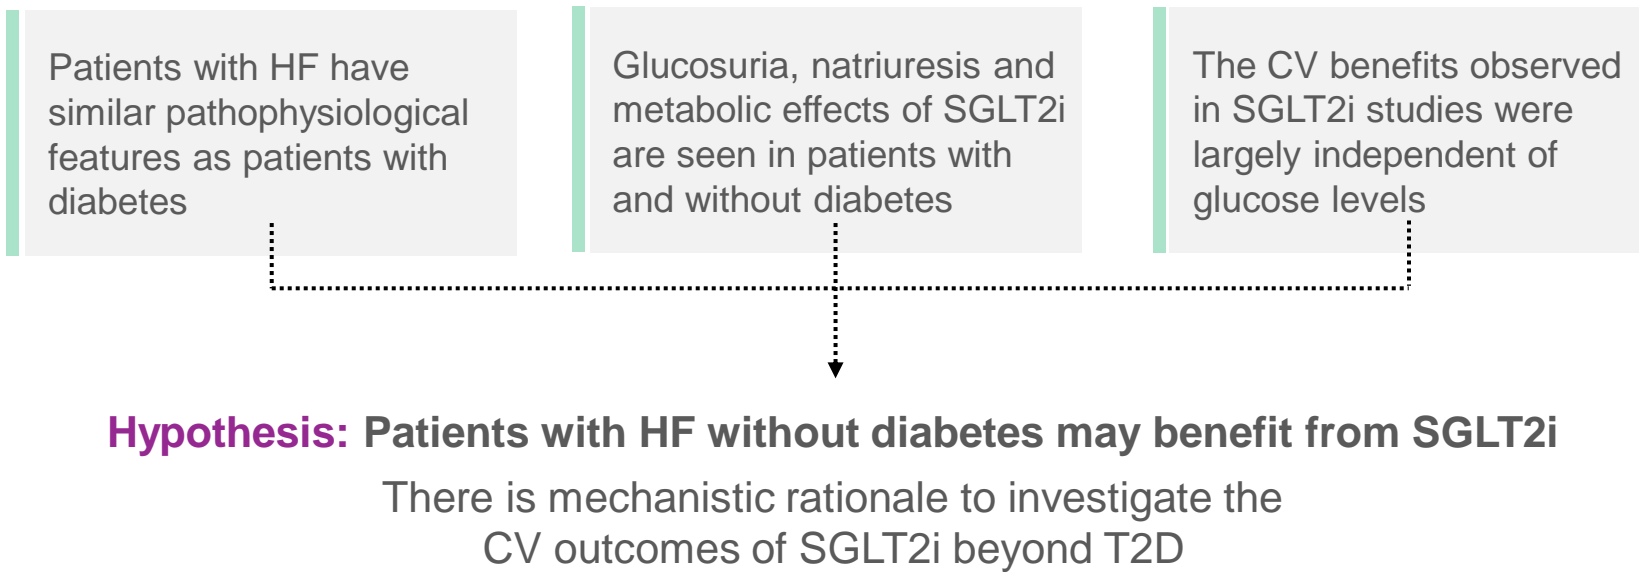 Patients with HF have
similar pathophysiological
features as patients with
diabetes
Glucosuria, natriuresis and
metabolic effects of SGLT2i
are seen in patients with
and without diabetes
The CV benefits observed
in SGLT2i studies were
largely independent of
glucose levels
Hypothesis: Patients with HF without diabetes may benefit from SGLT2i
There is mechanistic rationale to investigate the
CV outcomes of SGLT2i beyond T2D